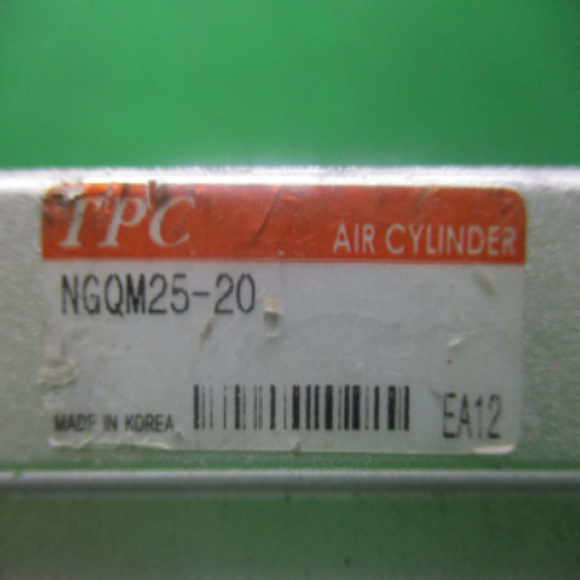 TPC AIR CYLINDER
NGQM25-20
MADE IN KOREA EA12